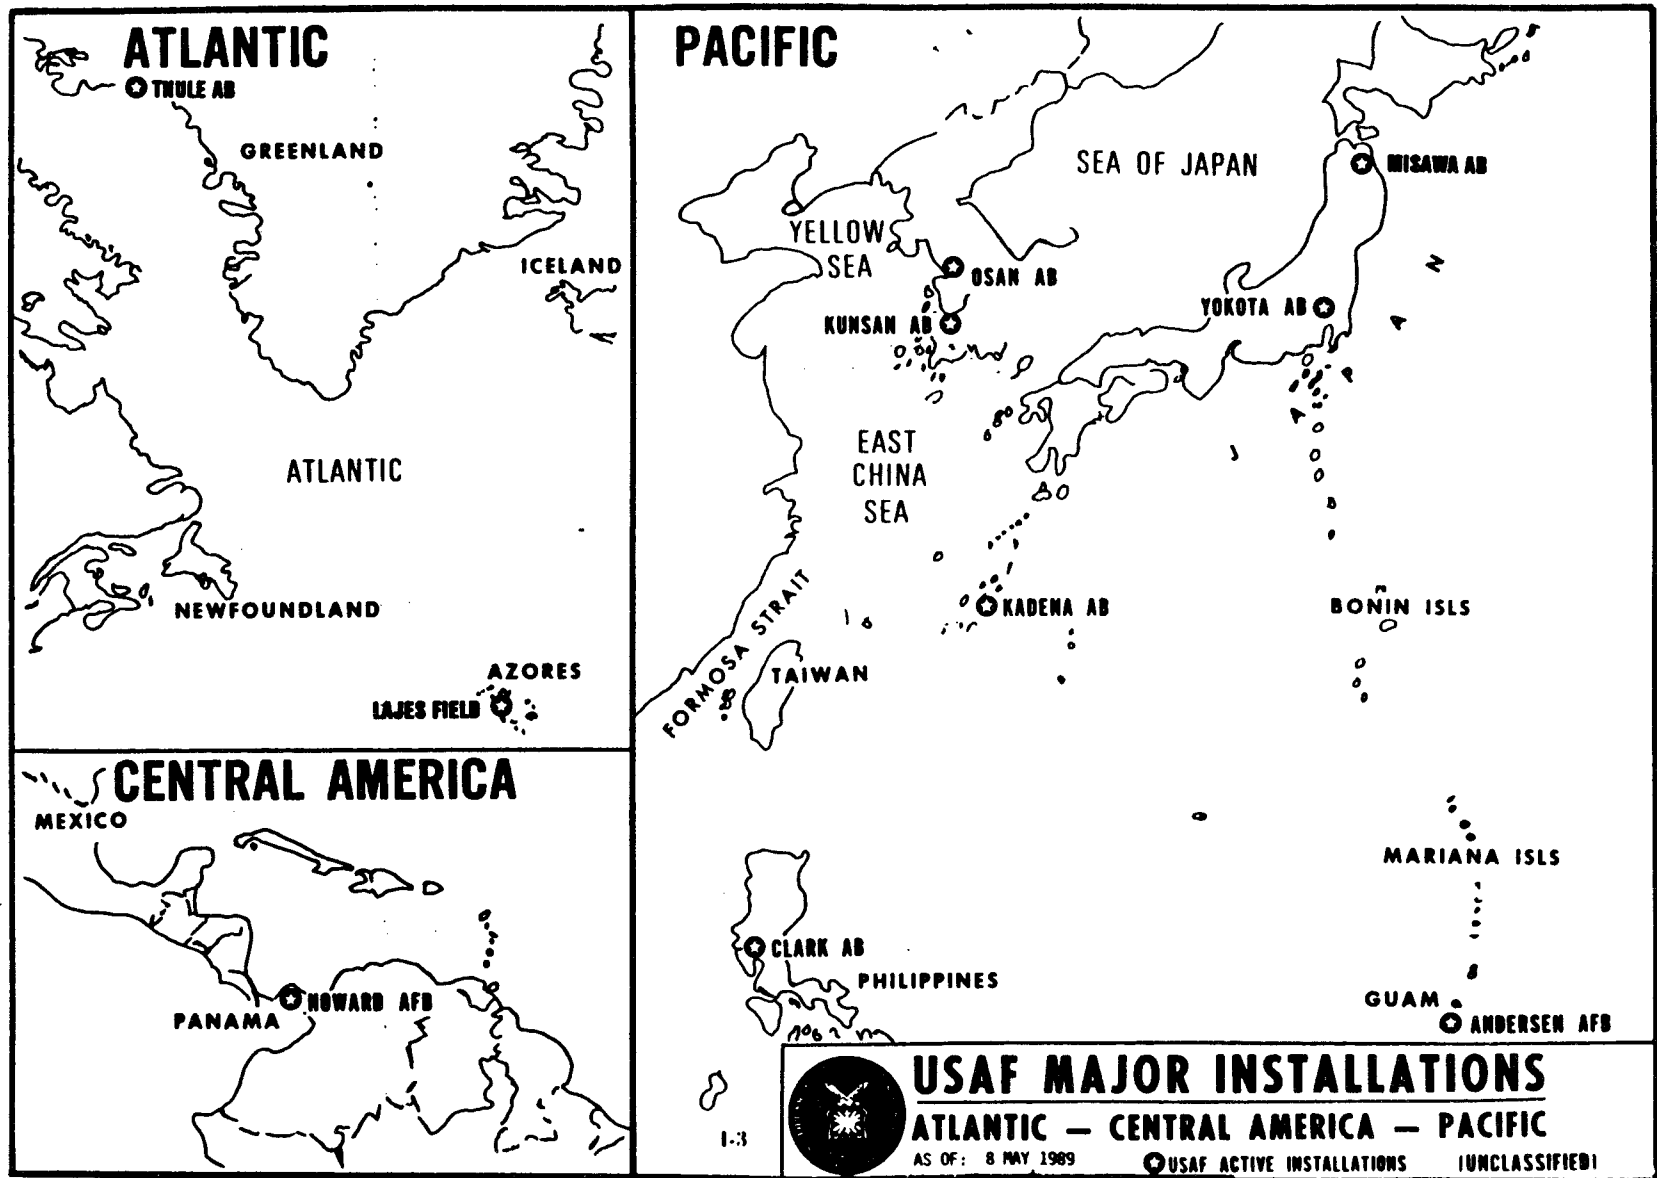 ATLANTIC
THULE AB
GREENLAND
ICELAND
ATLANTIC
NEWFOUNDLAND
AZORES
LAJES FIELD
CENTRAL AMERICA
MEXICO
PANAMA
HOWARD AFB
PACIFIC
SEA OF JAPAN
MISAWA AB
YELLOW
SEA
OSAN AB
KUNSAN AB
YOKOTA AB
JAPAN
EAST
CHINA
SEA
KADENA AB
BONIN ISLS
FORMOSA STRAIT
TAIWAN
MARIANA ISLS
CLARK AB
PHILIPPINES
GUAM
ANDERSEN AFB
I-3
USAF MAJOR INSTALLATIONS
ATLANTIC — CENTRAL AMERICA — PACIFIC
AS OF: 8 MAY 1989
USAF ACTIVE INSTALLATIONS (UNCLASSIFIED)